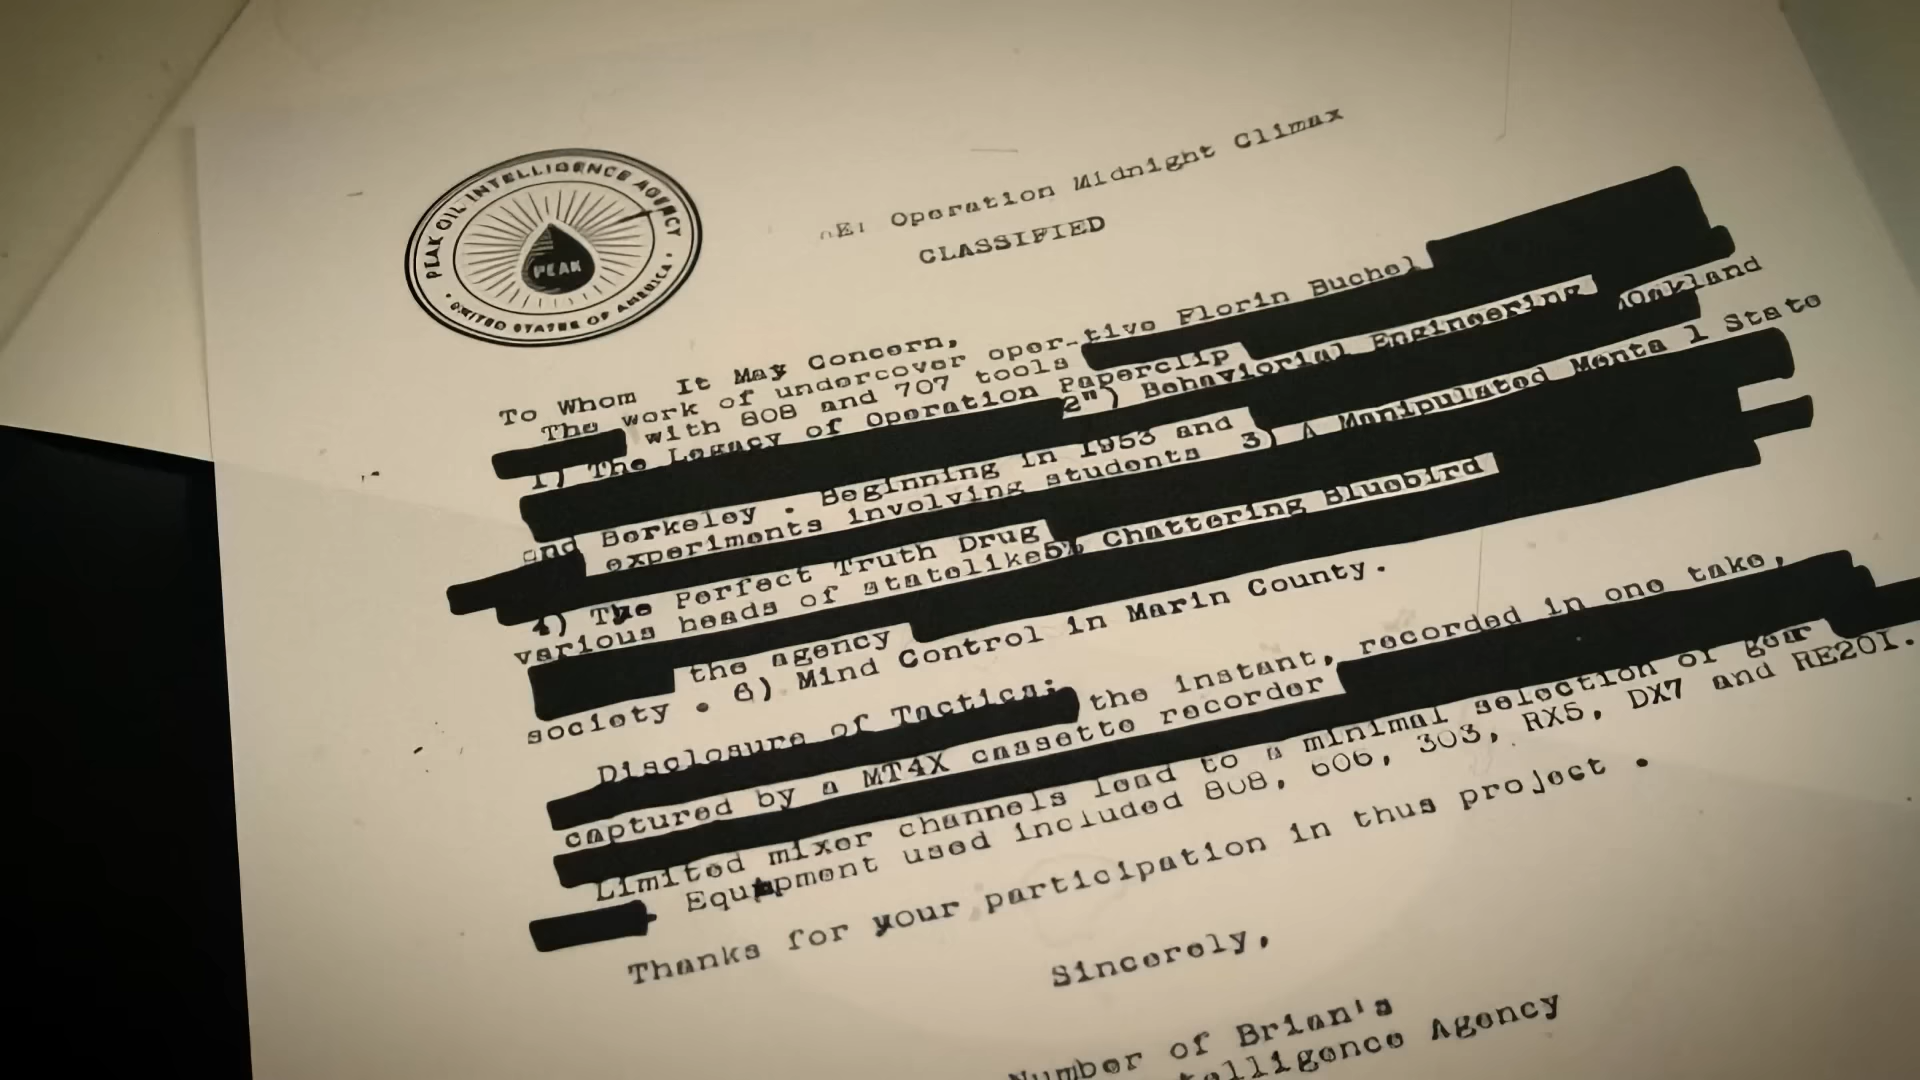 PEAK OIL INTELLIGENCE AGENCY
PEAK
• UNITED STATES OF AMERICA •
Operation Midnight Climax
CLASSIFIED
To Whom It May Concern,
The work of undercover oper-tive Florin Buchel
with 808 and 707 tools
1) The Legacy of Operation Paperclip
2") Behaviorial Engineering Oakland
and Berkeley . Beginning in 1953 and
experiments involving students 3) A Manipulated Menta l State
4) The Perfect Truth Drug
various heads of statelike5) Chattering Bluebird
the agency
society . 6) Mind Control in Marin County.
Disclosure of Tactics:
the instant, recorded in one take,
captured by a MT4X cassette recorder
Limited mixer channels lead to a minimal selection of gear
Equipment used included 808, 606, 303, RX5, DX7 and RE201.
Thanks for your participation in thus project .
Sincerely,
Number of Brian's
telligence Agency